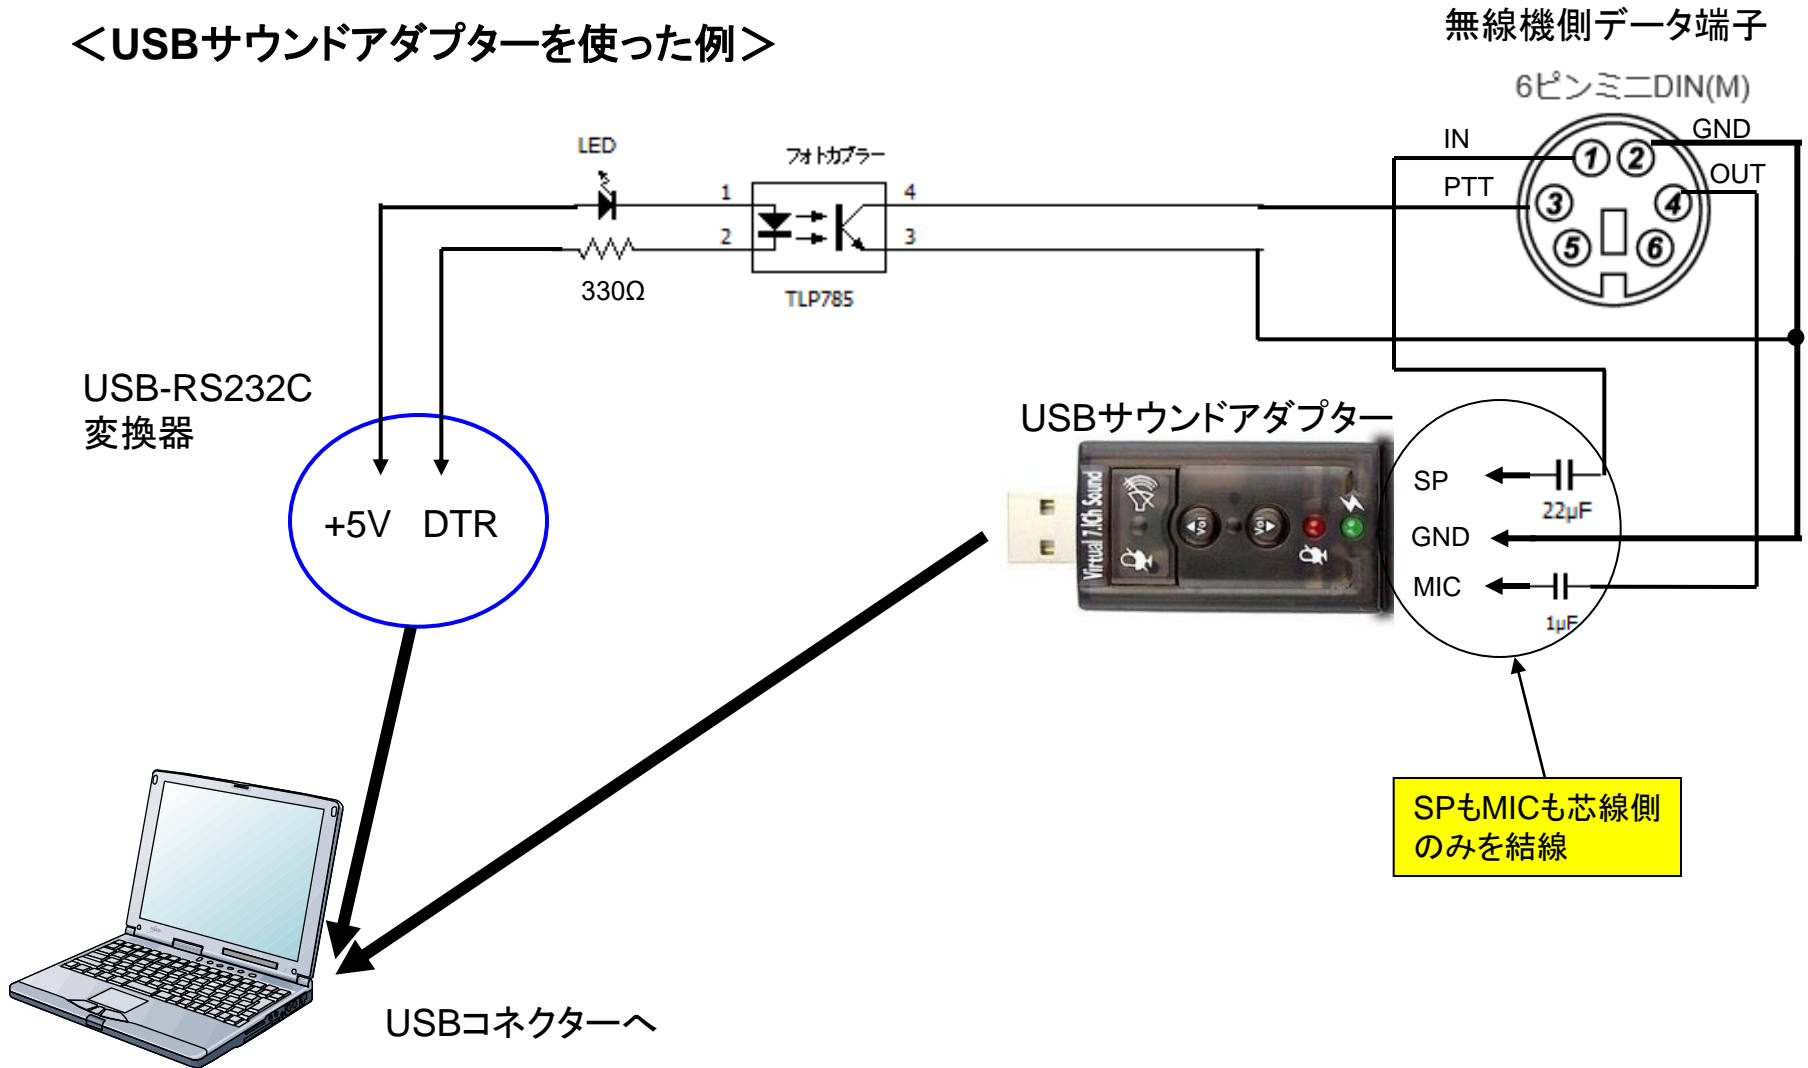 ＜USBサウンドアダプターを使った例＞
無線機側データ端子
6ピンミニDIN(M)
IN
GND
PTT
OUT
1
2
3
4
5
6
LED
フォトカプラー
1
4
2
3
330Ω
TLP785
USB-RS232C
変換器
+5V DTR
USBサウンドアダプター
Virtual 7.1Ch Sound
Vol
Vol
SP
22μF
GND
MIC
1μF
SPもMICも芯線側
のみを結線
USBコネクターへ